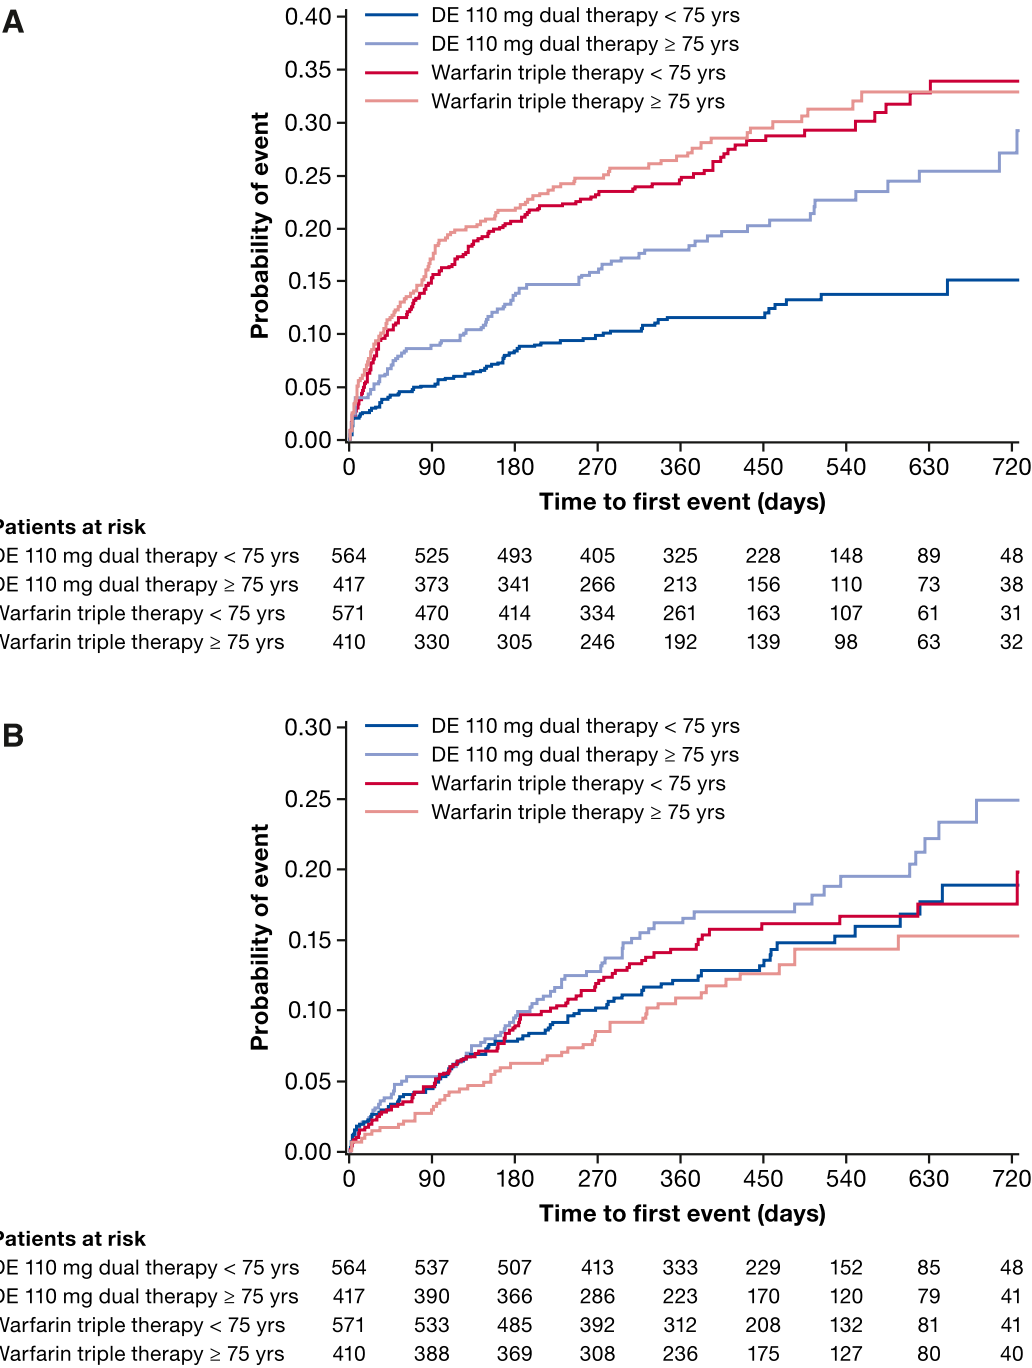 A
0.40
DE 110 mg dual therapy < 75 yrs
DE 110 mg dual therapy ≥ 75 yrs
Warfarin triple therapy < 75 yrs
Warfarin triple therapy ≥ 75 yrs
0.35
0.30
0.25
0.20
0.15
0.10
0.05
0.00
Probability of event
0 90 180 270 360 450 540 630 720
Time to first event (days)
Patients at risk
DE 110 mg dual therapy < 75 yrs 564 525 493 405 325 228 148 89 48
DE 110 mg dual therapy ≥ 75 yrs 417 373 341 266 213 156 110 73 38
Warfarin triple therapy < 75 yrs 571 470 414 334 261 163 107 61 31
Warfarin triple therapy ≥ 75 yrs 410 330 305 246 192 139 98 63 32
B
0.30
DE 110 mg dual therapy < 75 yrs
DE 110 mg dual therapy ≥ 75 yrs
Warfarin triple therapy < 75 yrs
Warfarin triple therapy ≥ 75 yrs
0.25
0.20
0.15
0.10
0.05
0.00
Probability of event
0 90 180 270 360 450 540 630 720
Time to first event (days)
Patients at risk
DE 110 mg dual therapy < 75 yrs 564 537 507 413 333 229 152 85 48
DE 110 mg dual therapy ≥ 75 yrs 417 390 366 286 223 170 120 79 41
Warfarin triple therapy < 75 yrs 571 533 485 392 312 208 132 81 41
Warfarin triple therapy ≥ 75 yrs 410 388 369 308 236 175 127 80 40